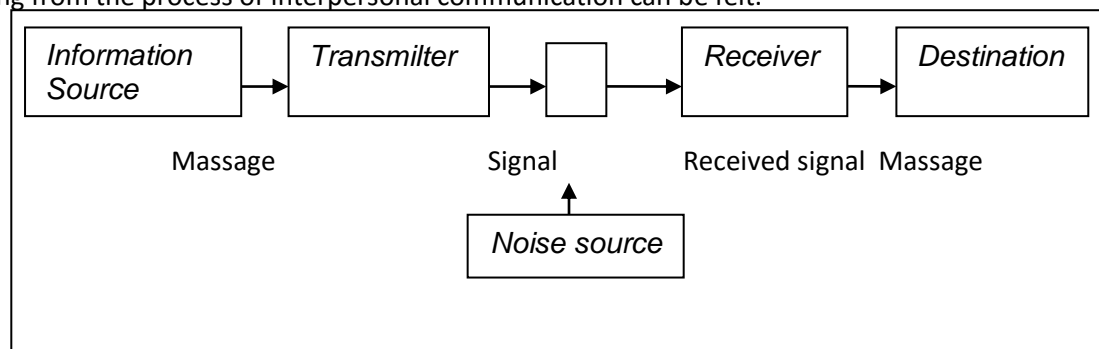 ng from the process of interpersonal communication can be felt.
Information Source
Transmilter
Receiver
Destination
Massage
Signal
Received signal Massage
Noise source